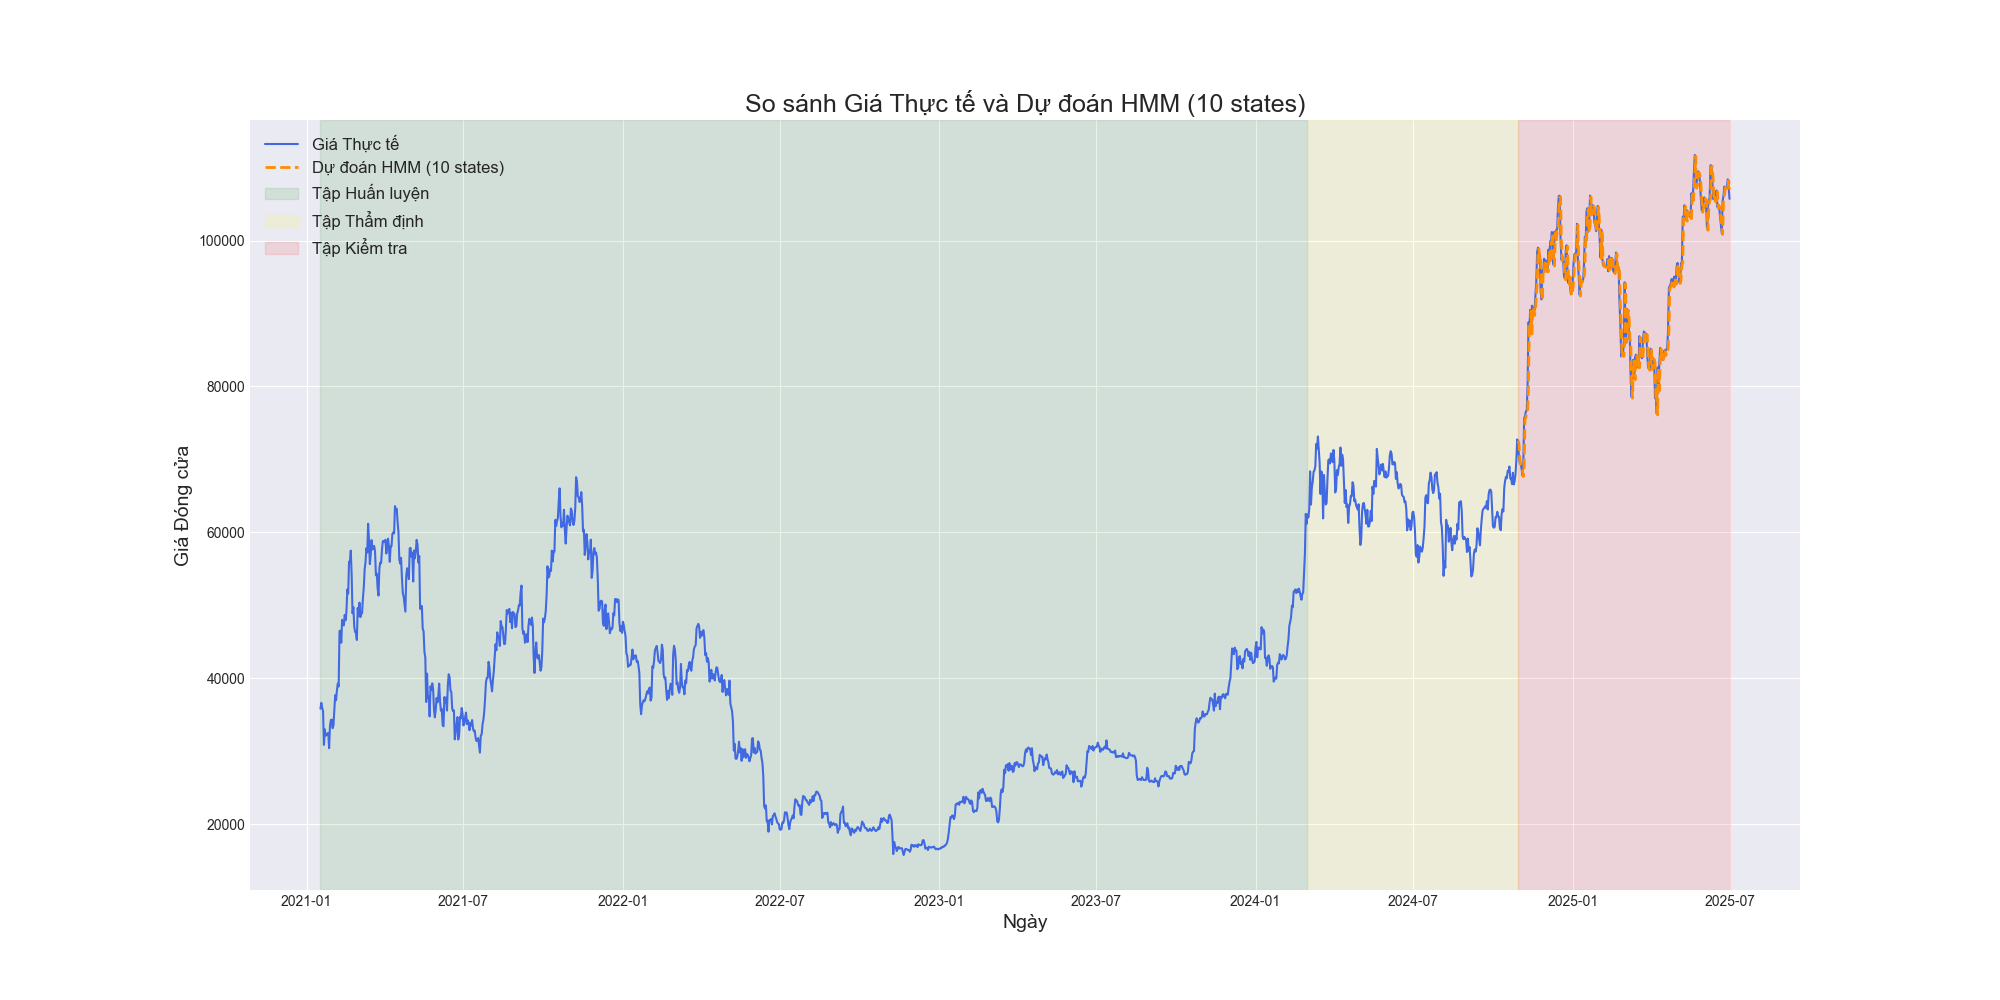 So sánh Giá Thực tế và Dự đoán HMM (10 states)
Giá Thực tế
Dự đoán HMM (10 states)
Tập Huấn luyện
Tập Thẩm định
Tập Kiểm tra
Giá Đóng cửa
100000
80000
60000
40000
20000
2021-01 2021-07 2022-01 2022-07 2023-01 2023-07 2024-01 2024-07 2025-01 2025-07
Ngày